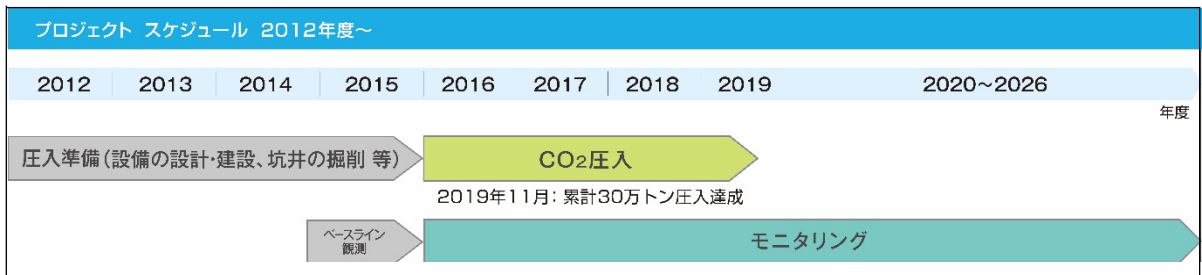 プロジェクト スケジュール 2012年度～
2012 2013 2014 2015 2016 2017 2018 2019 2020～2026
年度
圧入準備(設備の設計・建設、坑井の掘削 等)
CO2圧入
2019年11月：累計30万トン圧入達成
ベースライン
観測
モニタリング